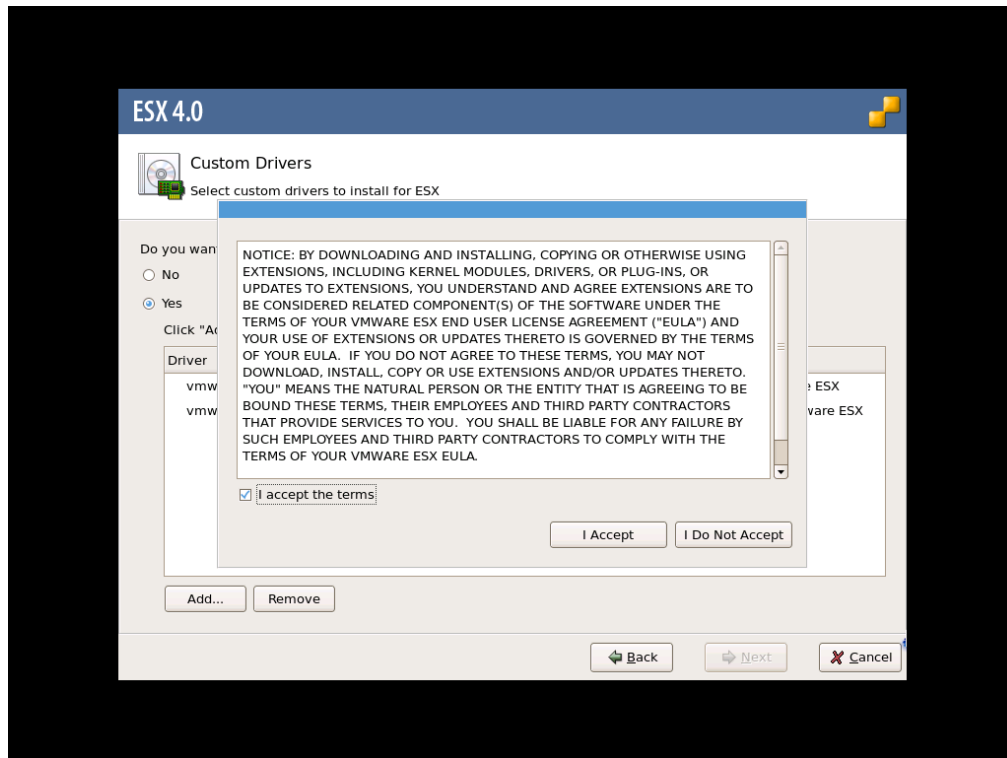 ESX 4.0
Custom Drivers
Select custom drivers to install for ESX
Do you wan
No
Yes
Click "Ad
Driver
vmw
e ESX
vmw
ware ESX
NOTICE: BY DOWNLOADING AND INSTALLING, COPYING OR OTHERWISE USING
EXTENSIONS, INCLUDING KERNEL MODULES, DRIVERS, OR PLUG-INS, OR
UPDATES TO EXTENSIONS, YOU UNDERSTAND AND AGREE EXTENSIONS ARE TO
BE CONSIDERED RELATED COMPONENT(S) OF THE SOFTWARE UNDER THE
TERMS OF YOUR VMWARE ESX END USER LICENSE AGREEMENT ("EULA") AND
YOUR USE OF EXTENSIONS OR UPDATES THERETO IS GOVERNED BY THE TERMS
OF YOUR EULA.  IF YOU DO NOT AGREE TO THESE TERMS, YOU MAY NOT
DOWNLOAD, INSTALL, COPY OR USE EXTENSIONS AND/OR UPDATES THERETO.
"YOU" MEANS THE NATURAL PERSON OR THE ENTITY THAT IS AGREEING TO BE
BOUND THESE TERMS, THEIR EMPLOYEES AND THIRD PARTY CONTRACTORS
THAT PROVIDE SERVICES TO YOU.  YOU SHALL BE LIABLE FOR ANY FAILURE BY
SUCH EMPLOYEES AND THIRD PARTY CONTRACTORS TO COMPLY WITH THE
TERMS OF YOUR VMWARE ESX EULA.
I accept the terms
I Accept
I Do Not Accept
Add...
Remove
Back
Next
Cancel